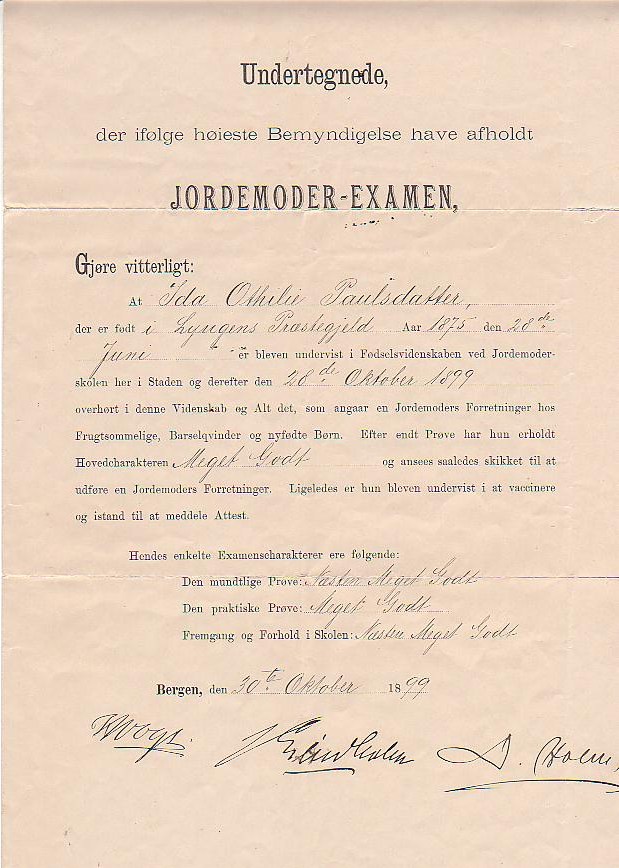 Undertegnede,
der ifølge høieste Bemyndigelse have afholdt
JORDEMODER-EXAMEN,
Gjøre vitterligt:
At Ida Othilie Paulsdatter,
der er født i Lyngens Præstegjeld Aar 1875 den 28de
Juni er bleven undervist i Fødselsvidenskaben ved Jordemoder-
skolen her i Staden og derefter den 28de Oktober 1899
overhørt i denne Videnskab og Alt det, som angaar en Jordemoders Forretninger hos
Frugtsommelige, Barselqvinder og nyfødte Børn. Efter endt Prøve har hun erholdt
Hovedcharakteren Meget Godt og ansees saaledes skikket til at
udføre en Jordemoders Forretninger. Ligeledes er hun bleven undervist i at vaccinere
og istand til at meddele Attest.
Hendes enkelte Examenscharakterer ere følgende:
Den mundtlige Prøve: Næsten Meget Godt
Den praktiske Prøve: Meget Godt
Fremgang og Forhold i Skolen: Næsten Meget Godt
Bergen, den 30te Oktober 1899
Vogt. Lindholm D. Holm